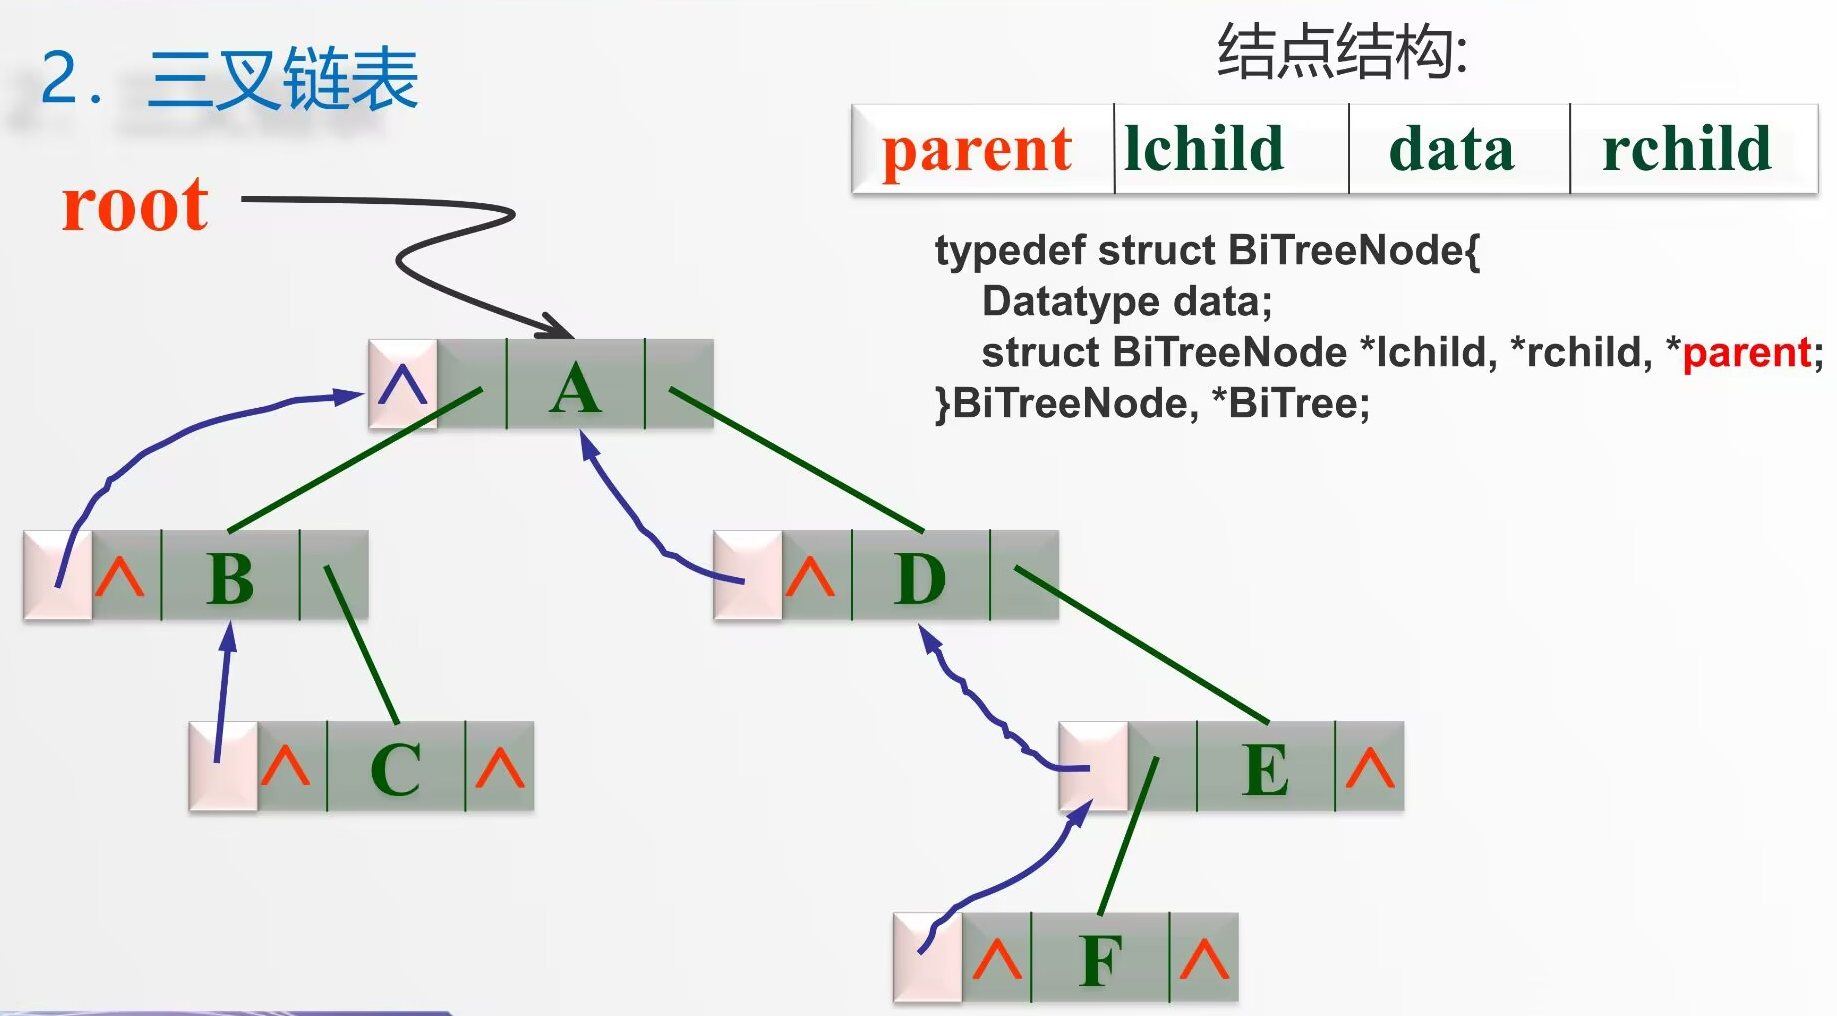 2. 三叉链表
结点结构:
parent lchild data rchild
root
typedef struct BiTreeNode{
Datatype data;
struct BiTreeNode *lchild, *rchild, *parent;
}BiTreeNode, *BiTree;
^ A
^ B
^ D
^ C ^
E ^
^ F ^